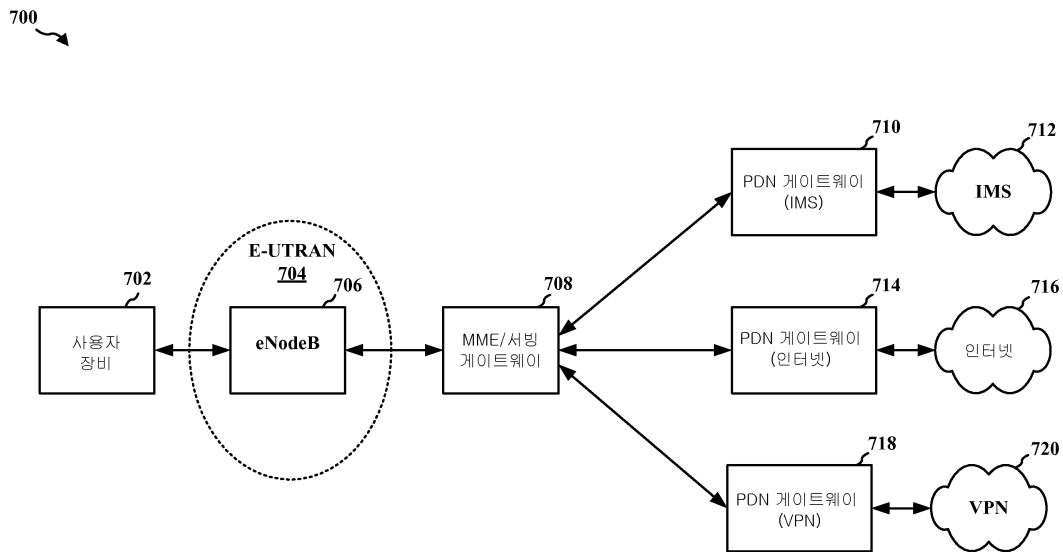 700
710
712
PDN 게이트웨이
(IMS)
IMS
E-UTRAN
704
702
706
708
714
716
사용자
장비
eNodeB
MME/서빙
게이트웨이
PDN 게이트웨이
(인터넷)
인터넷
718
720
PDN 게이트웨이
(VPN)
VPN